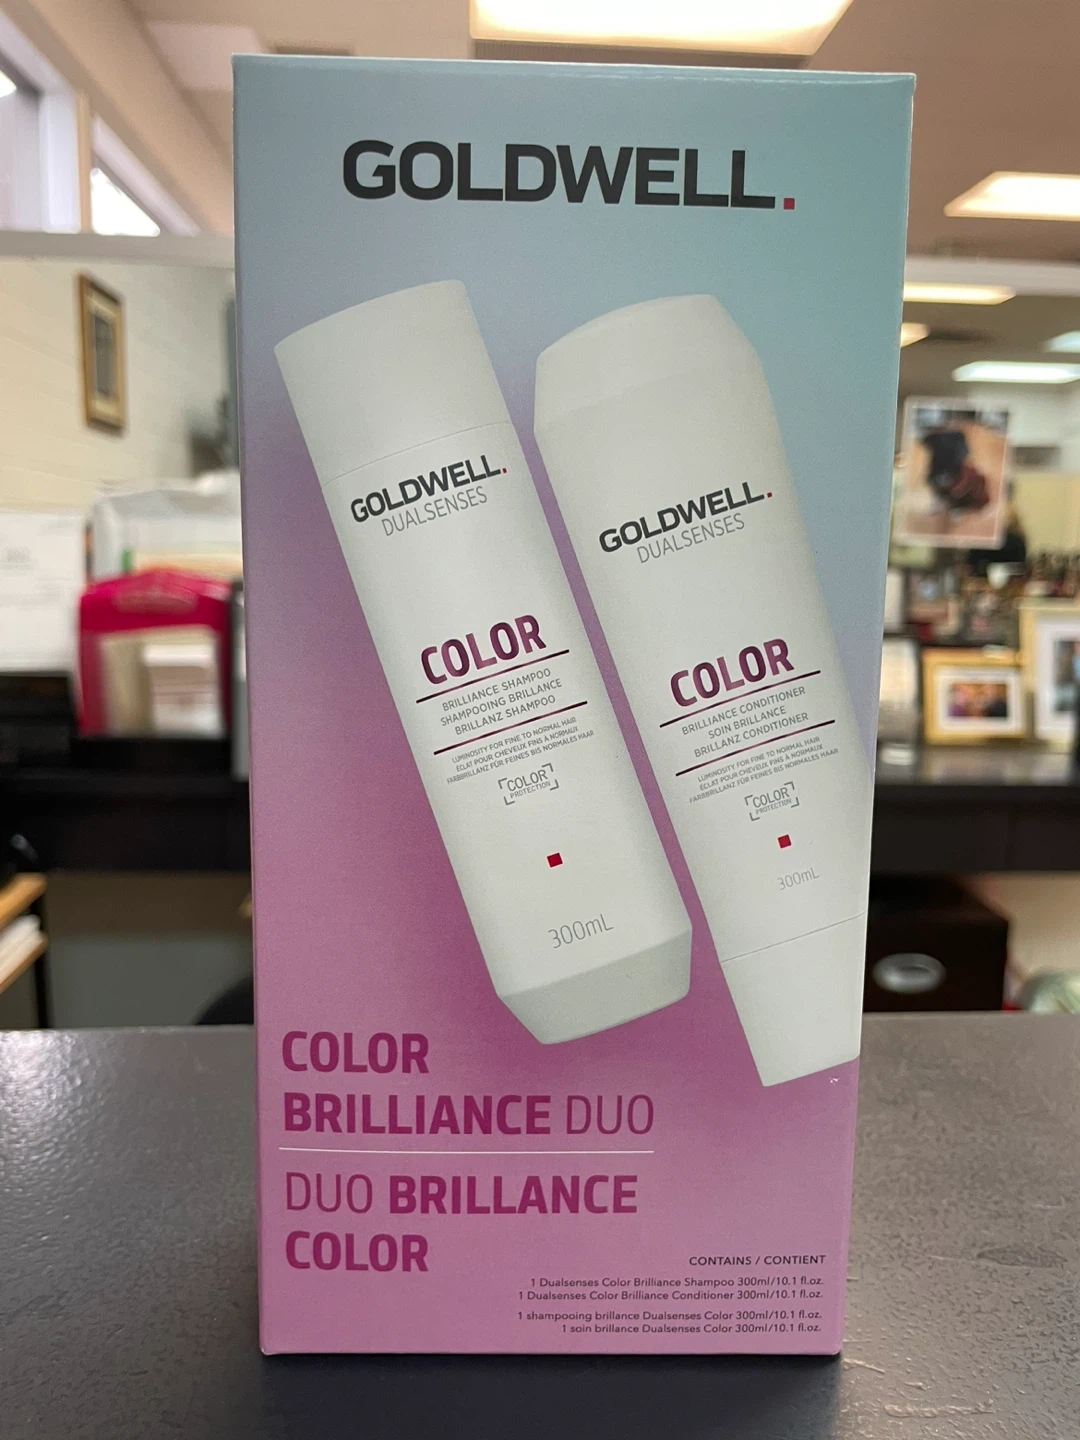 GOLDWELL.
GOLDWELL.
DUALSENSES
COLOR
BRILLIANCE SHAMPOO
SHAMPOOING BRILLANCE
BRILLANZ SHAMPOO
LUMINOSITY FOR FINE TO NORMAL HAIR
ÉCLAT POUR CHEVEUX FINS À NORMAUX
FARBBRILLANZ FÜR FEINES BIS NORMALES HAAR
COLOR
PROTECTION
300mL
GOLDWELL.
DUALSENSES
COLOR
BRILLIANCE CONDITIONER
SOIN BRILLANCE
BRILLANZ CONDITIONER
LUMINOSITY FOR FINE TO NORMAL HAIR
ÉCLAT POUR CHEVEUX FINS À NORMAUX
FARBBRILLANZ FÜR FEINES BIS NORMALES HAAR
COLOR
PROTECTION
300mL
COLOR
BRILLIANCE DUO
DUO BRILLANCE
COLOR
CONTAINS / CONTIENT
1 Dualsenses Color Brilliance Shampoo 300ml/10.1 fl.oz.
1 Dualsenses Color Brilliance Conditioner 300ml/10.1 fl.oz.
1 shampooing brillance Dualsenses Color 300ml/10.1 fl.oz.
1 soin brillance Dualsenses Color 300ml/10.1 fl.oz.